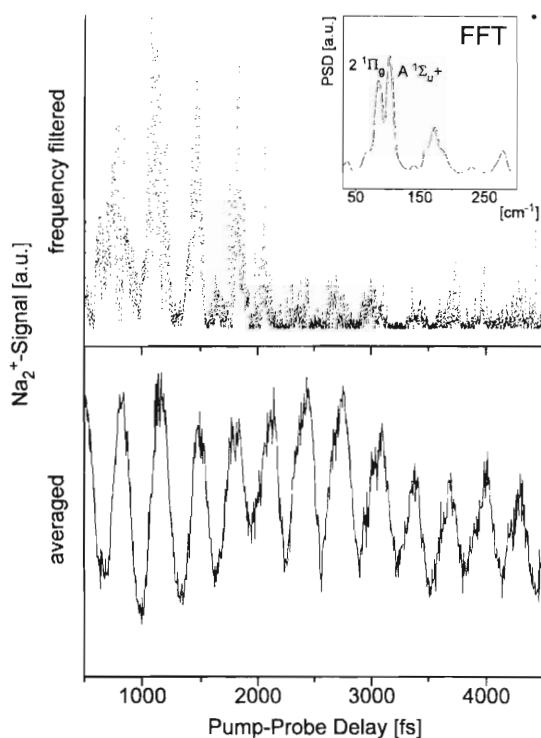 FFT
PSD [a.u.]
2 ¹Πg
A ¹Σu+
50
150
250
[cm⁻¹]
Na₂⁺-Signal [a.u.]
frequency filtered
averaged
1000
2000
3000
4000
Pump-Probe Delay [fs]